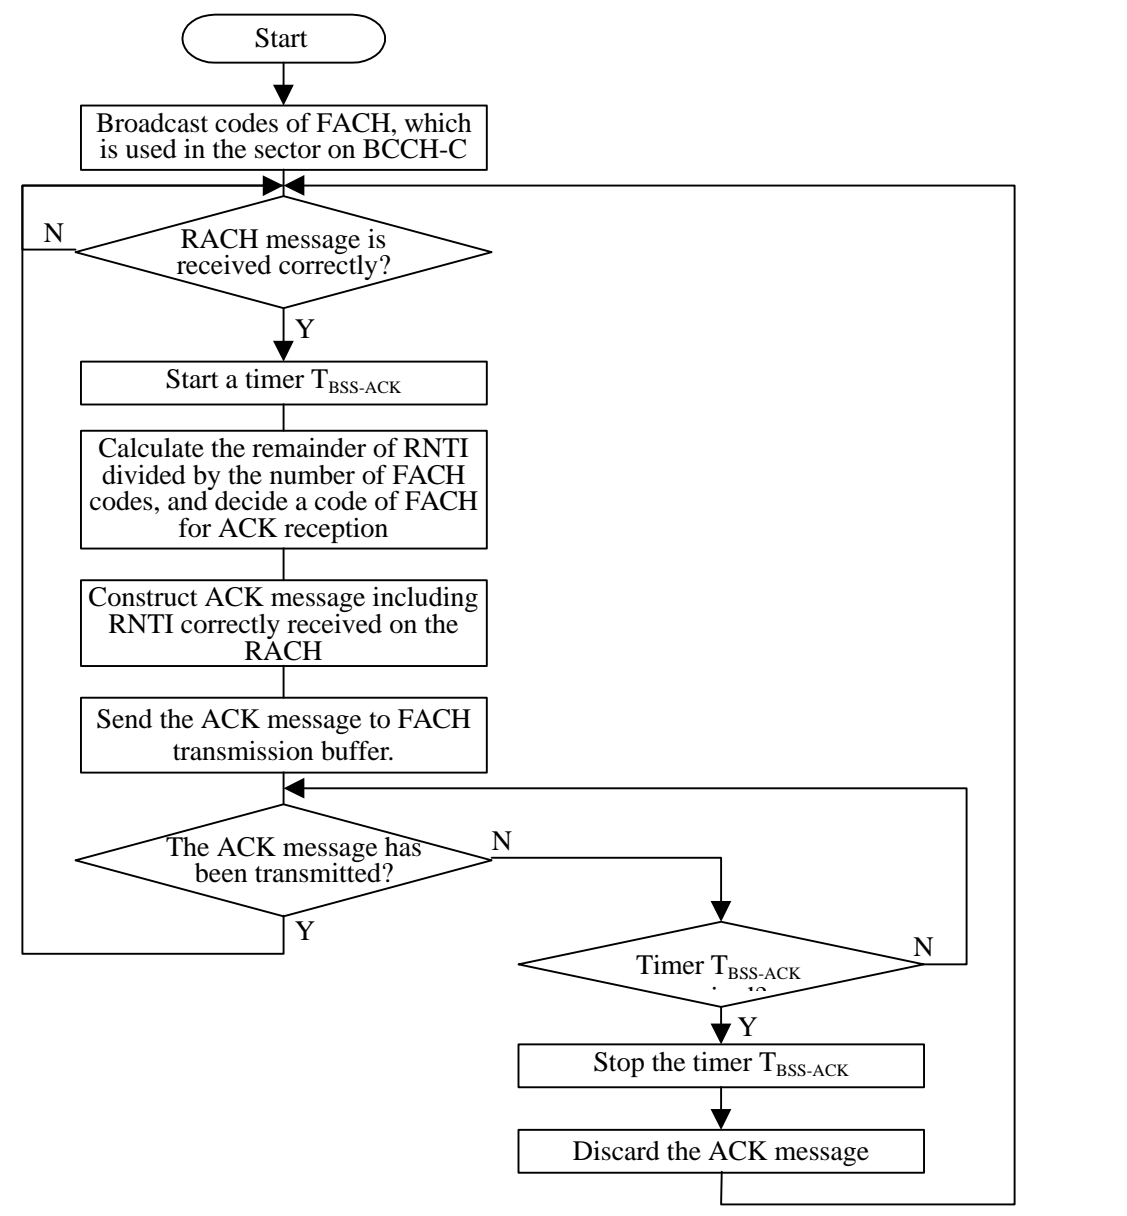 Start
Broadcast codes of FACH, which
is used in the sector on BCCH-C
N
RACH message is
received correctly?
Y
Start a timer TBSS-ACK
Calculate the remainder of RNTI
divided by the number of FACH
codes, and decide a code of FACH
for ACK reception
Construct ACK message including
RNTI correctly received on the
RACH
Send the ACK message to FACH
transmission buffer.
The ACK message has
been transmitted?
N
Y
Timer TBSS-ACK
N
Y
Stop the timer TBSS-ACK
Discard the ACK message